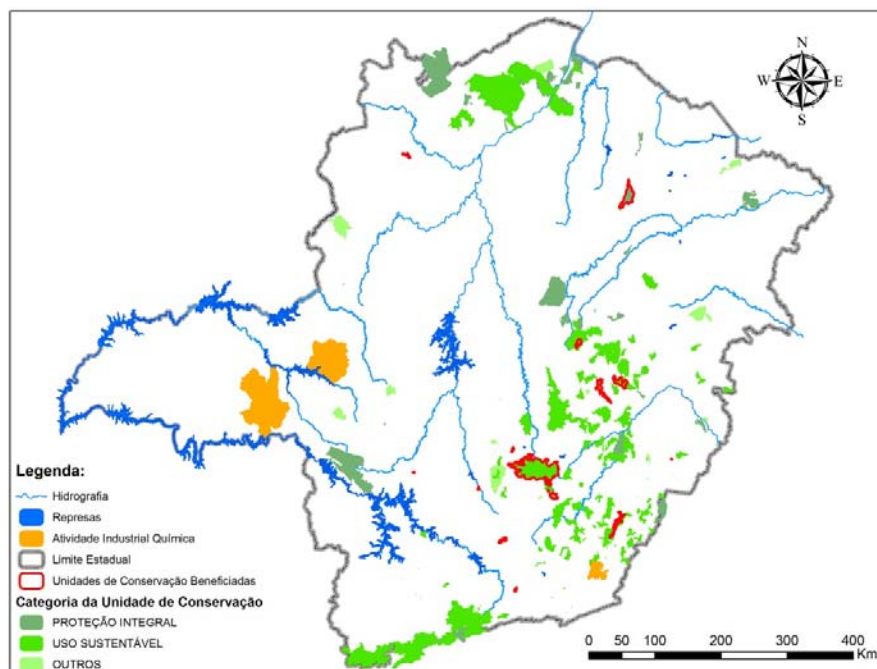 N
W
E
S
Legenda:
Hidrografia
Represas
Atividade Industrial Química
Limite Estadual
Unidades de Conservação Beneficiadas
Categoria da Unidade de Conservação
PROTEÇÃO INTEGRAL
USO SUSTENTÁVEL
OUTROS
0 50 100 200 300 400
Km